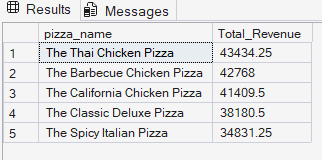 Results Messages
pizza_name Total_Revenue
1 The Thai Chicken Pizza 43434.25
2 The Barbecue Chicken Pizza 42768
3 The California Chicken Pizza 41409.5
4 The Classic Deluxe Pizza 38180.5
5 The Spicy Italian Pizza 34831.25